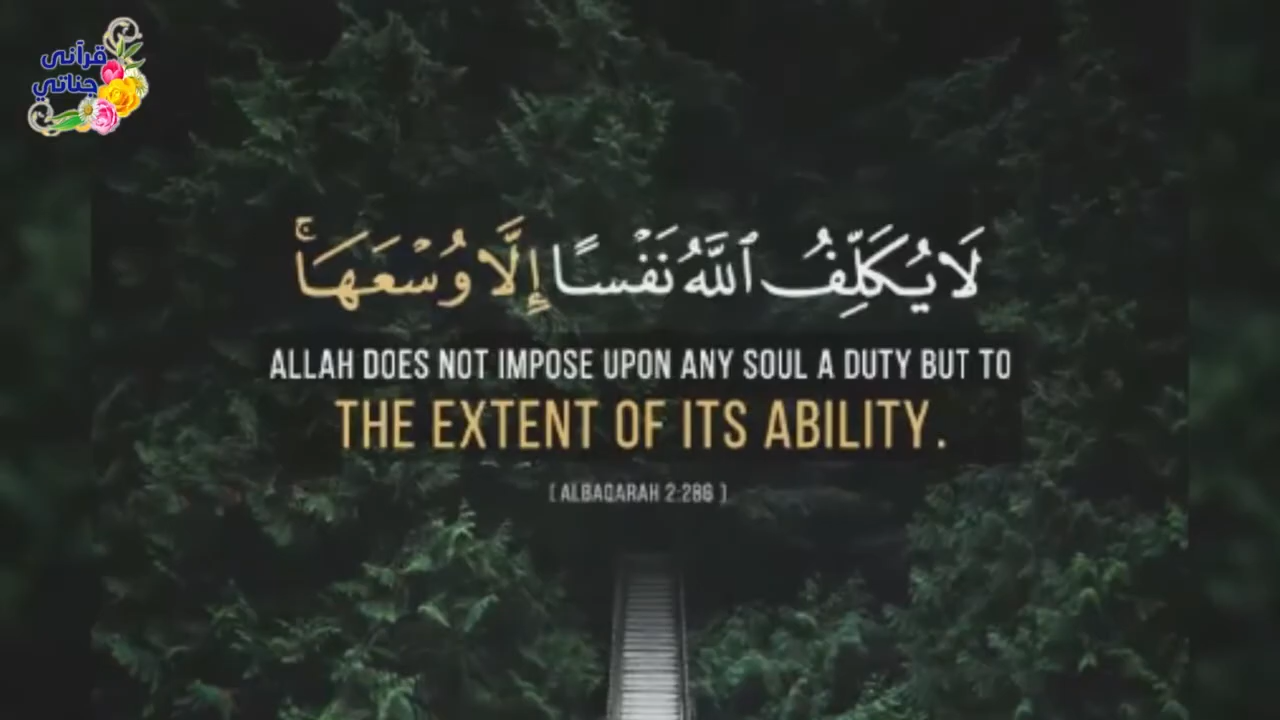 قرآنى
جناتي
لَا يُكَلِّفُ ٱللَّهُ نَفْسًا إِلَّا وُسْعَهَا ۚ
ALLAH DOES NOT IMPOSE UPON ANY SOUL A DUTY BUT TO
THE EXTENT OF ITS ABILITY.
[ ALBAQARAH 2:286 ]